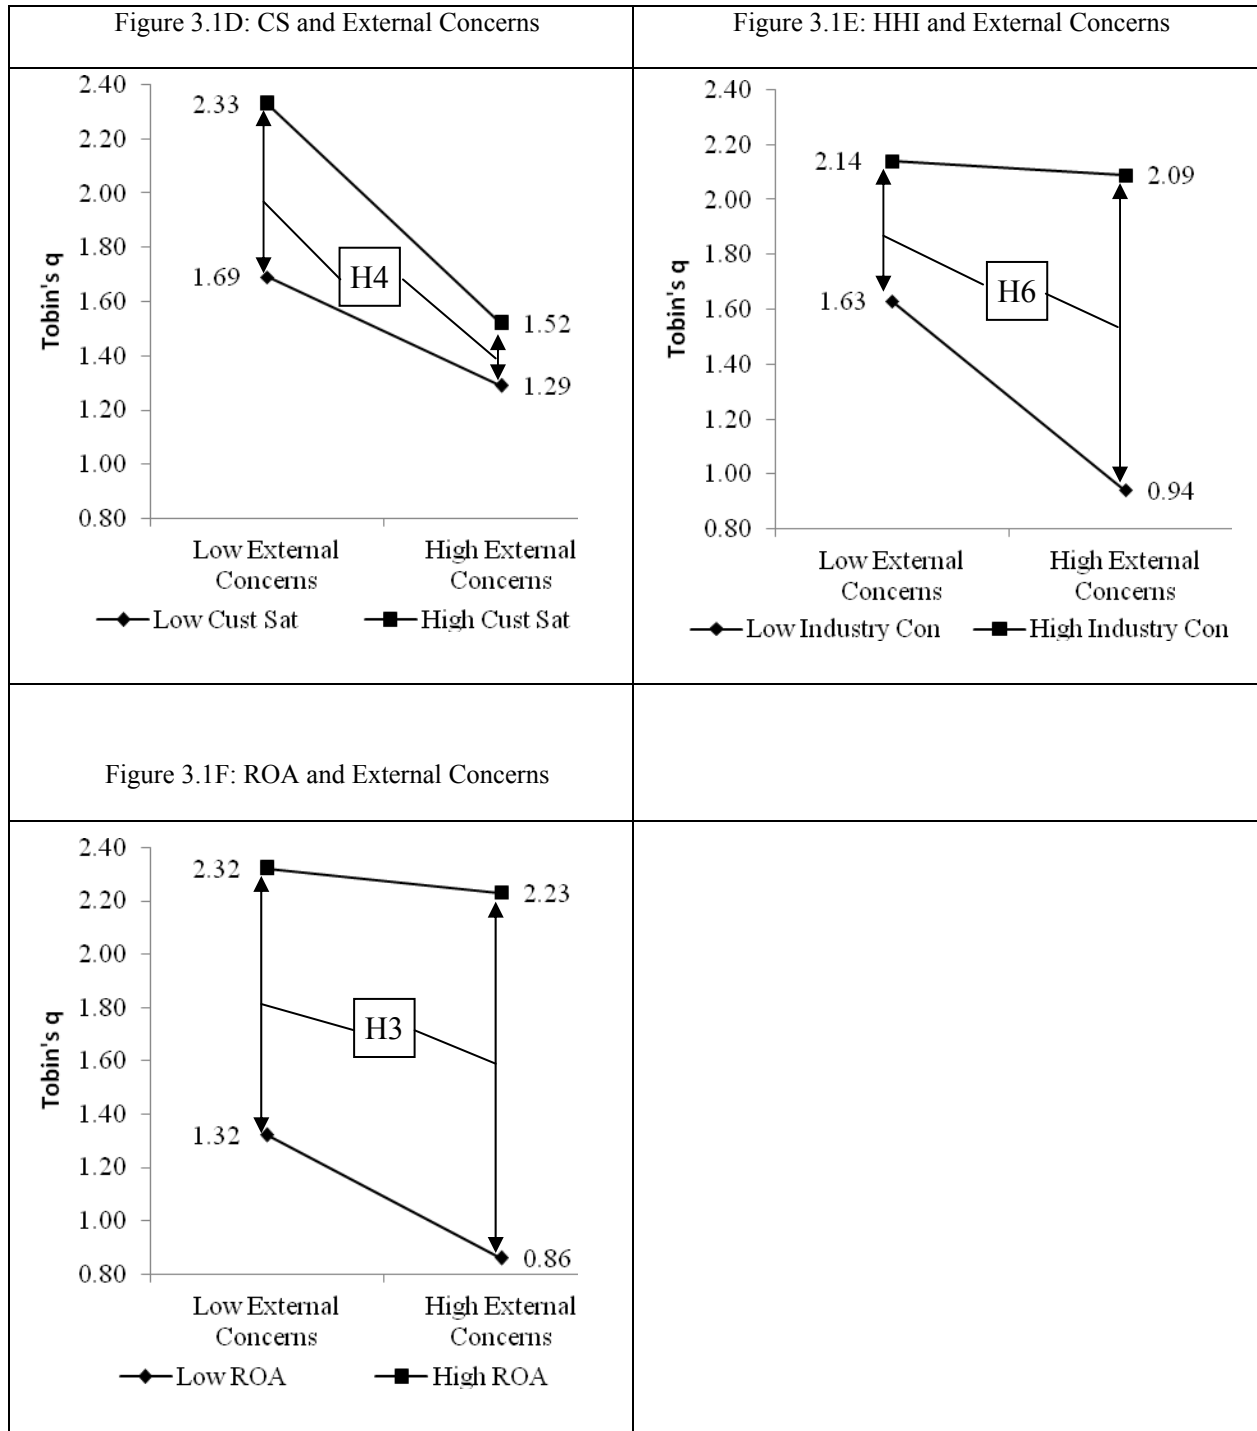 Figure 3.1D: CS and External Concerns
2.40
2.20
2.00
1.80
1.60
1.40
1.20
1.00
0.80
Tobin's q
2.33
1.69
H4
1.52
1.29
Low External
Concerns
High External
Concerns
Low Cust Sat
High Cust Sat
Figure 3.1E: HHI and External Concerns
2.40
2.20
2.00
1.80
1.60
1.40
1.20
1.00
0.80
Tobin's q
2.14
1.63
H6
2.09
0.94
Low External
Concerns
High External
Concerns
Low Industry Con
High Industry Con
Figure 3.1F: ROA and External Concerns
2.40
2.20
2.00
1.80
1.60
1.40
1.20
1.00
0.80
Tobin's q
2.32
1.32
H3
2.23
0.86
Low External
Concerns
High External
Concerns
Low ROA
High ROA